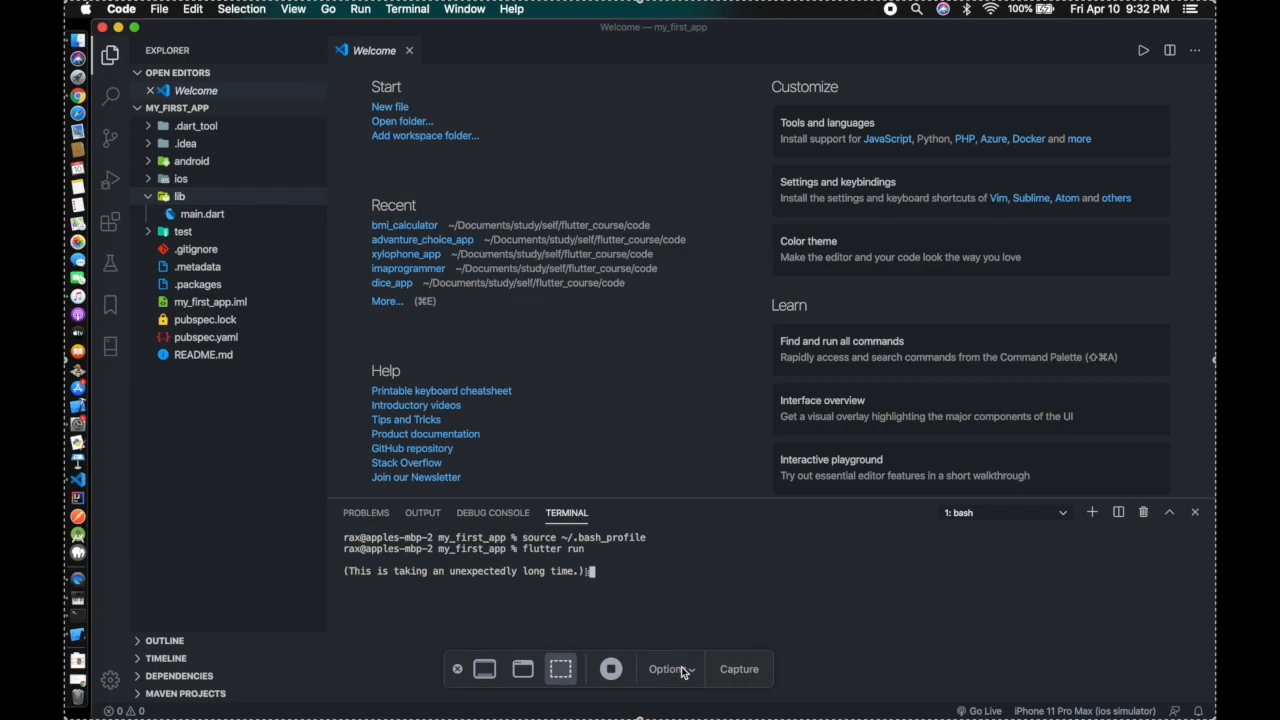 Code File Edit Selection View Go Run Terminal Window Help
100% Fri Apr 10 9:32 PM
Welcome — my_first_app
EXPLORER
OPEN EDITORS
Welcome
MY_FIRST_APP
.dart_tool
.idea
android
ios
lib
main.dart
test
.gitignore
.metadata
.packages
my_first_app.iml
pubspec.lock
pubspec.yaml
README.md
OUTLINE
TIMELINE
DEPENDENCIES
MAVEN PROJECTS
Welcome
Start
New file
Open folder...
Add workspace folder...
Recent
bmi_calculator ~/Documents/study/self/flutter_course/code
advanture_choice_app ~/Documents/study/self/flutter_course/code
xylophone_app ~/Documents/study/self/flutter_course/code
imaprogrammer ~/Documents/study/self/flutter_course/code
dice_app ~/Documents/study/self/flutter_course/code
More... (⌘E)
Help
Printable keyboard cheatsheet
Introductory videos
Tips and Tricks
Product documentation
GitHub repository
Stack Overflow
Join our Newsletter
Customize
Tools and languages
Install support for JavaScript, Python, PHP, Azure, Docker and more
Settings and keybindings
Install the settings and keyboard shortcuts of Vim, Sublime, Atom and others
Color theme
Make the editor and your code look the way you love
Learn
Find and run all commands
Rapidly access and search commands from the Command Palette (⇧⌘A)
Interface overview
Get a visual overlay highlighting the major components of the UI
Interactive playground
Try out essential editor features in a short walkthrough
PROBLEMS OUTPUT DEBUG CONSOLE TERMINAL
1: bash
rax@apples-mbp-2 my_first_app % source ~/.bash_profile
rax@apples-mbp-2 my_first_app % flutter run
(This is taking an unexpectedly long time.)
Options Capture
0 0
Go Live iPhone 11 Pro Max (ios simulator)